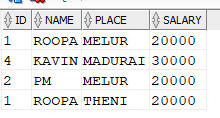 ID NAME PLACE SALARY
1 ROOPA MELUR 20000
4 KAVIN MADURAI 30000
2 PM MELUR 20000
1 ROOPA THENI 20000